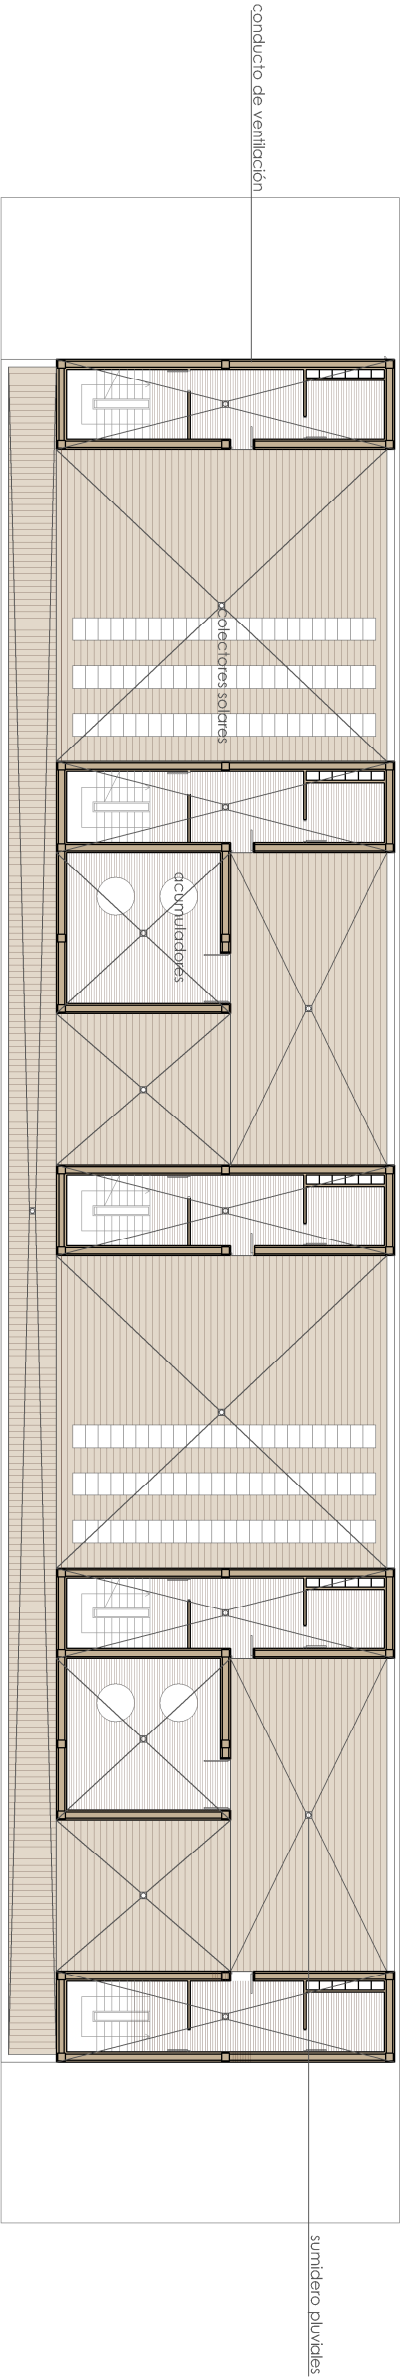 conducto de ventilación
colectores solares
acumuladores
sumidero pluviales